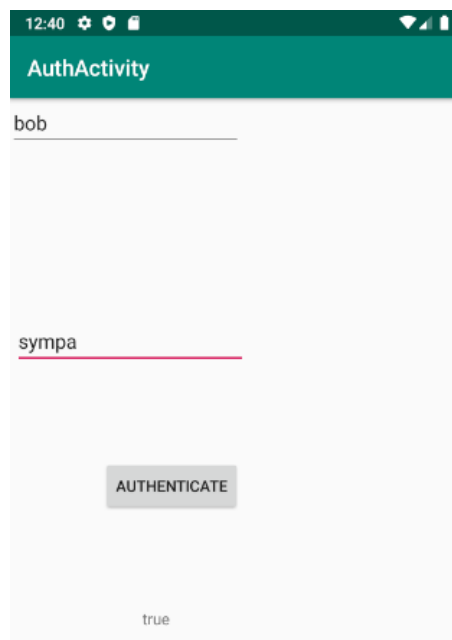 12:40
AuthActivity
bob
sympa
AUTHENTICATE
true